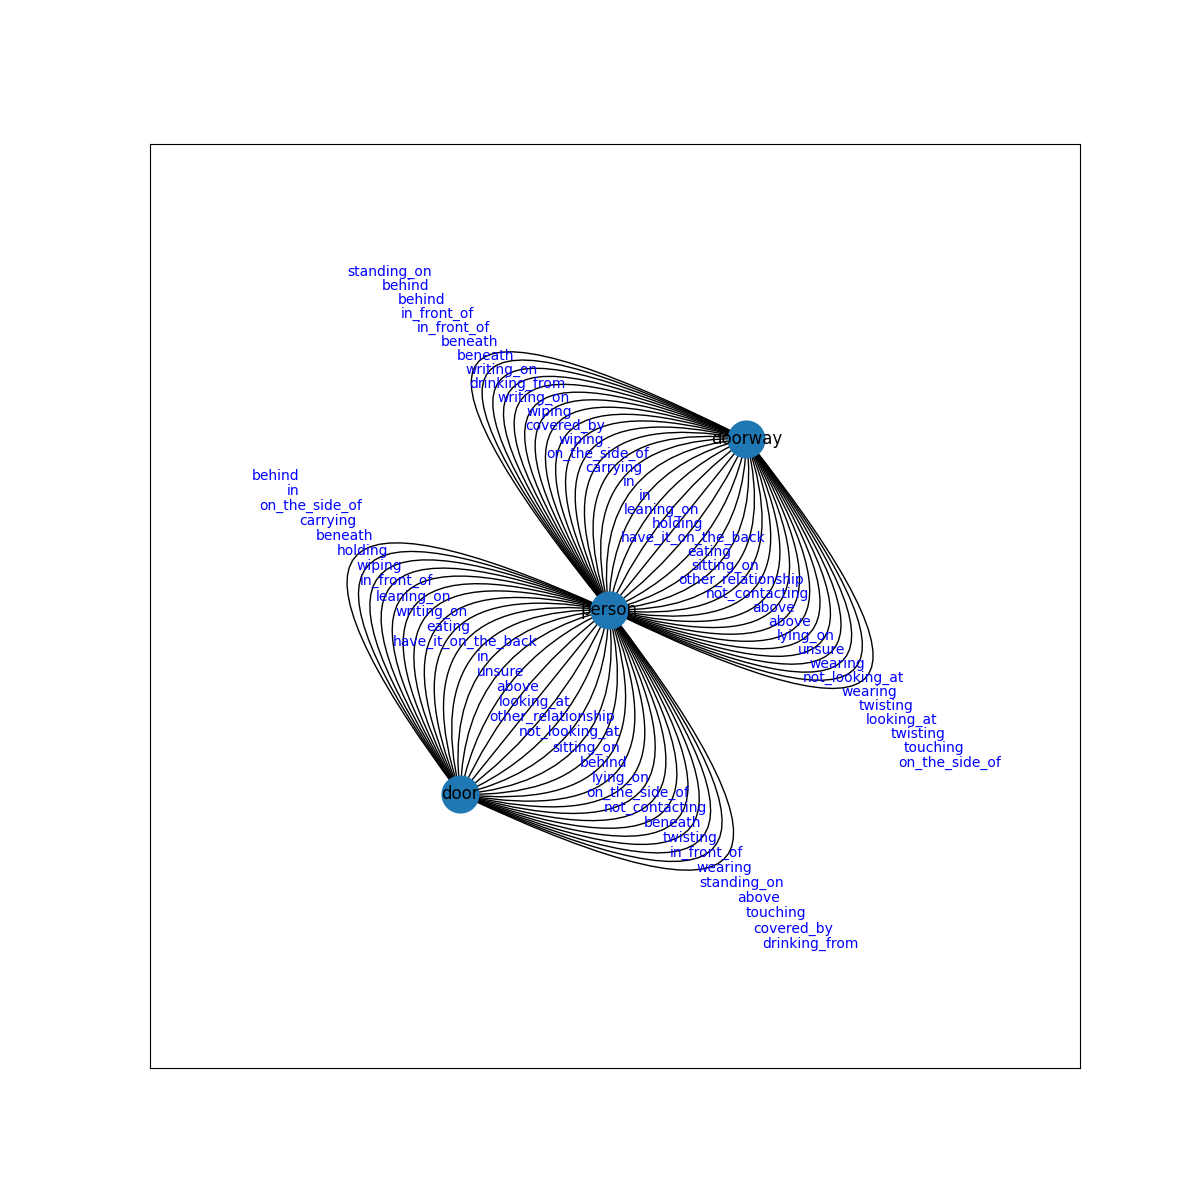 standing_on
behind
behind
in_front_of
in_front_of
beneath
beneath
writing_on
drinking_from
writing_on
wiping
covered_by
wiping
on_the_side_of
carrying
in
in
leaning_on
holding
have_it_on_the_back
eating
sitting_on
other_relationship
not_contacting
above
above
lying_on
unsure
wearing
not_looking_at
wearing
twisting
looking_at
twisting
touching
on_the_side_of
doorway
behind
in
on_the_side_of
carrying
beneath
holding
wiping
in_front_of
leaning_on
writing_on
eating
have_it_on_the_back
in
unsure
above
looking_at
other_relationship
not_looking_at
sitting_on
behind
lying_on
on_the_side_of
not_contacting
beneath
twisting
in_front_of
wearing
standing_on
above
touching
covered_by
drinking_from
person
door